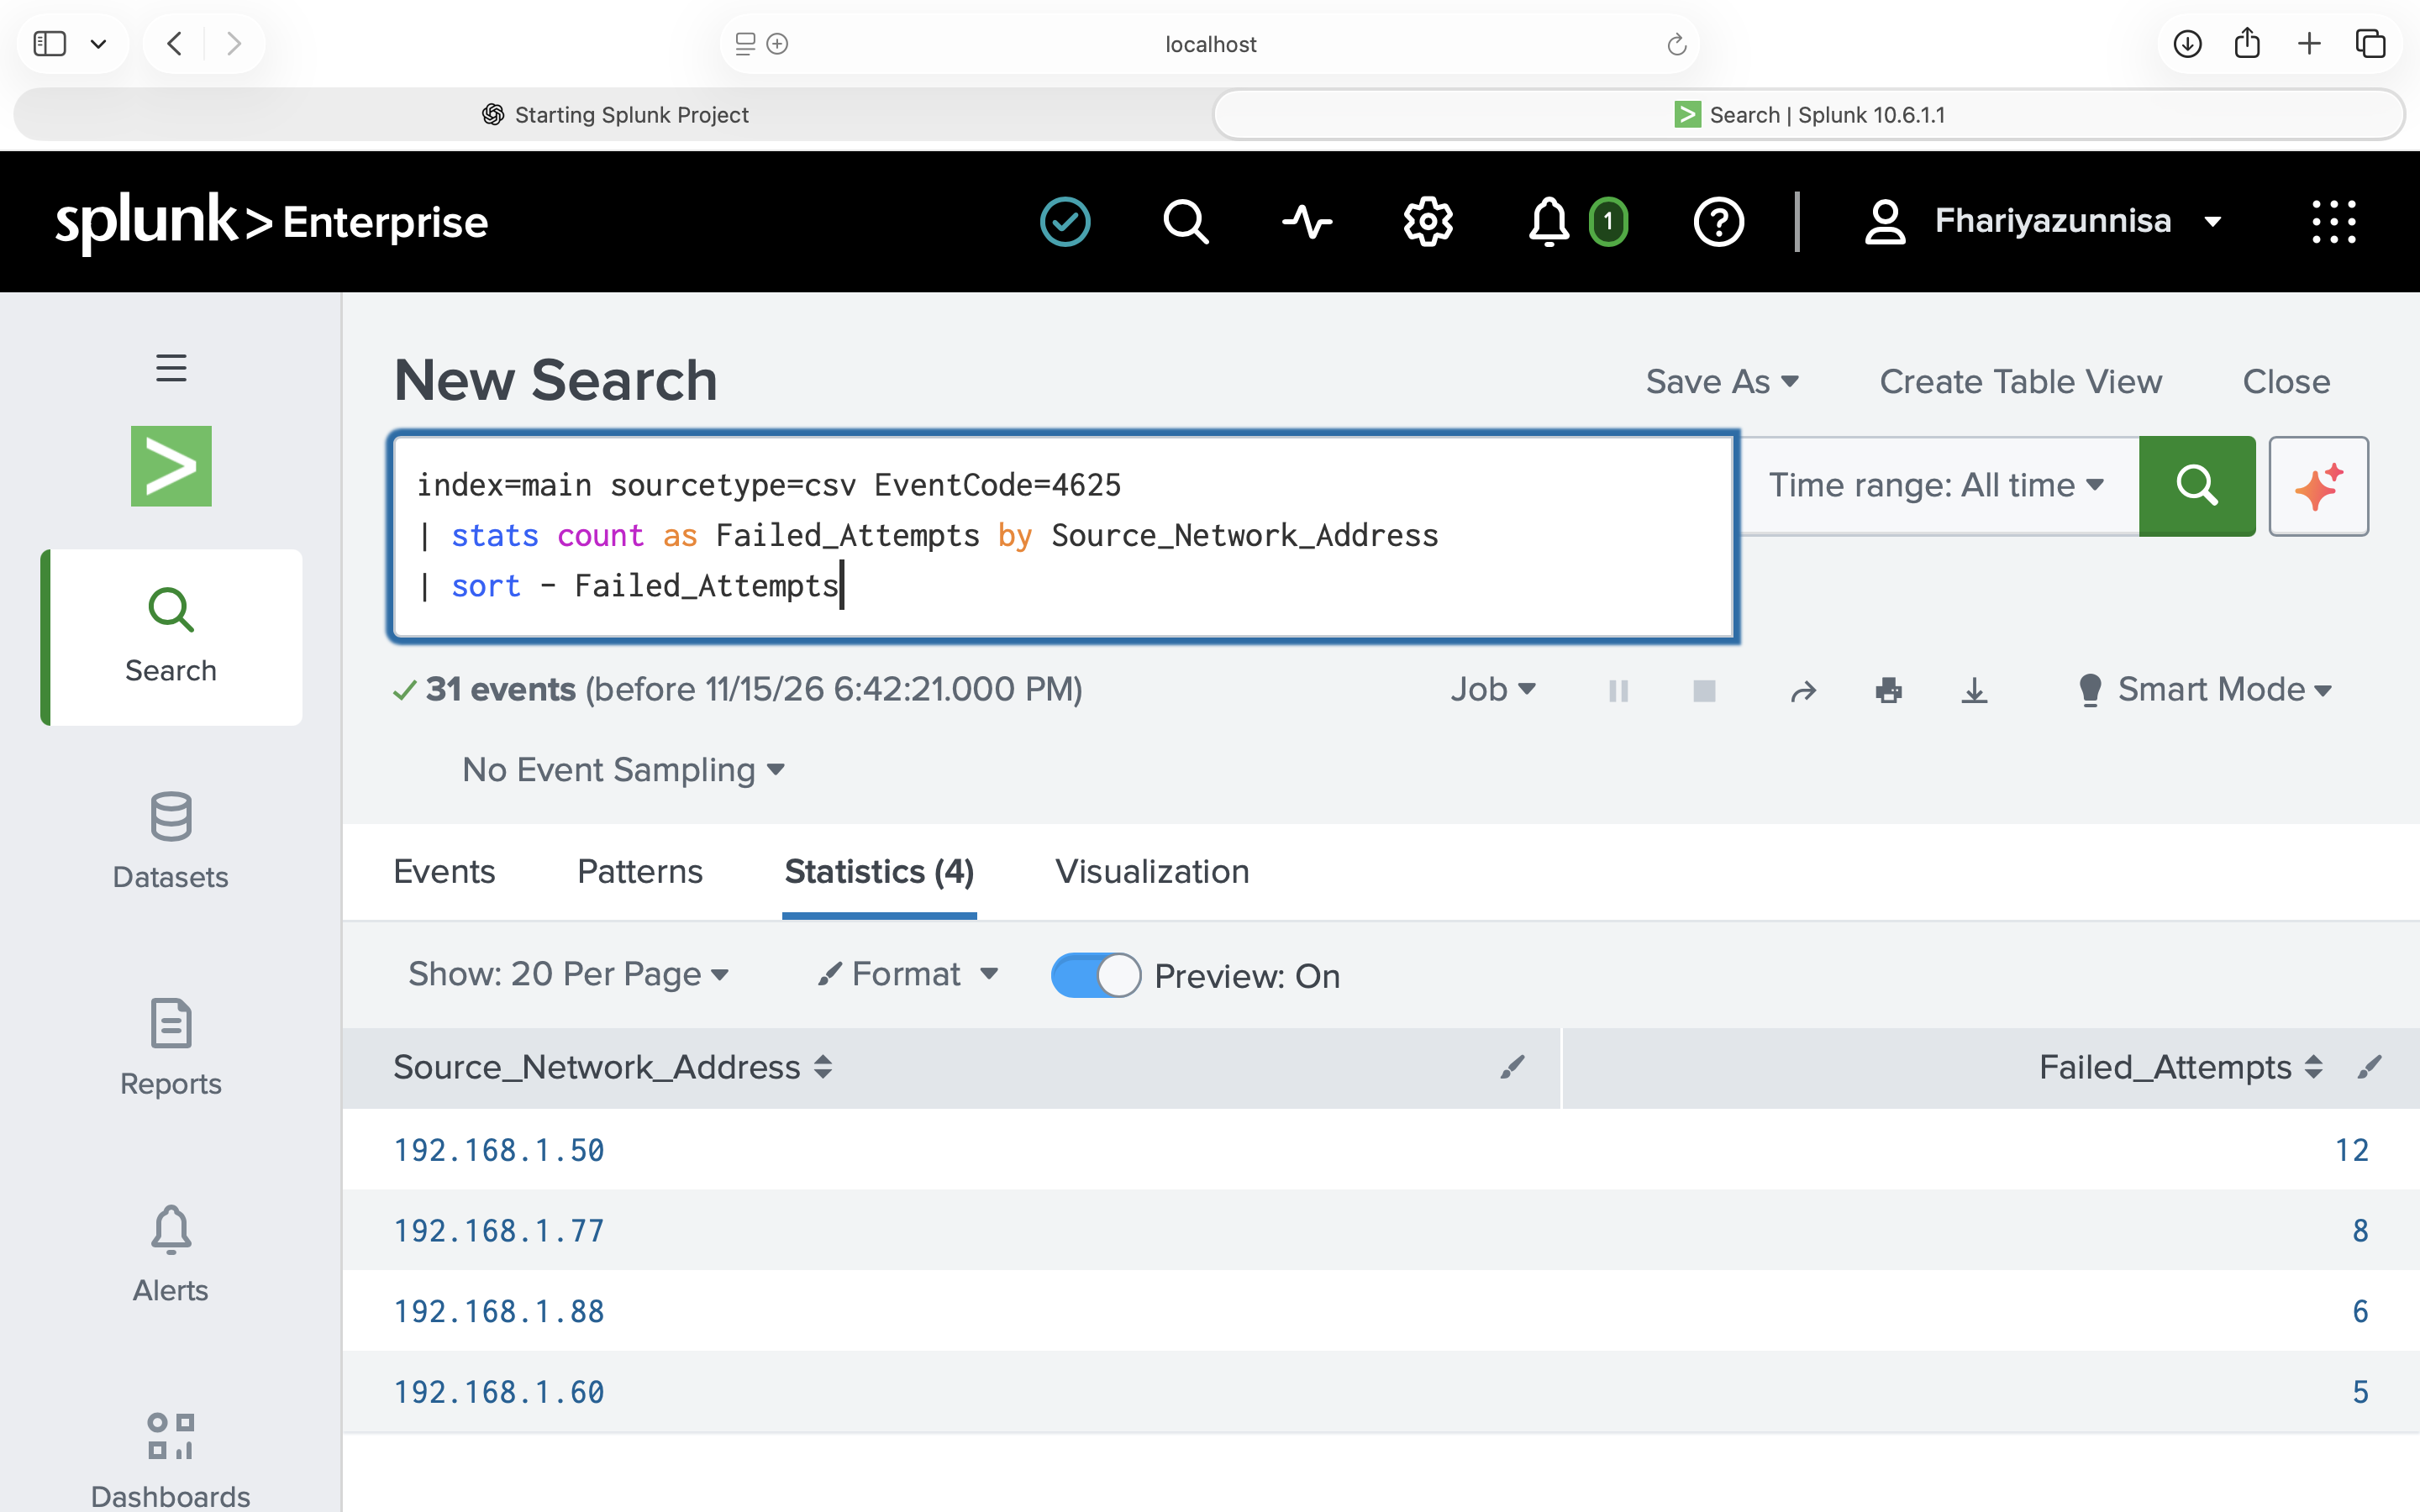 localhost
Starting Splunk Project
Search | Splunk 10.6.1.1
splunk> Enterprise
1
Fhariyazunnisa
New Search
Save As
Create Table View
Close
index=main sourcetype=csv EventCode=4625
| stats count as Failed_Attempts by Source_Network_Address
| sort - Failed_Attempts
Time range: All time
31 events (before 11/15/26 6:42:21.000 PM)
Job
Smart Mode
No Event Sampling
Search
Datasets
Reports
Alerts
Dashboards
Events
Patterns
Statistics (4)
Visualization
Show: 20 Per Page
Format
Preview: On
Source_Network_Address
Failed_Attempts
192.168.1.50 12
192.168.1.77 8
192.168.1.88 6
192.168.1.60 5